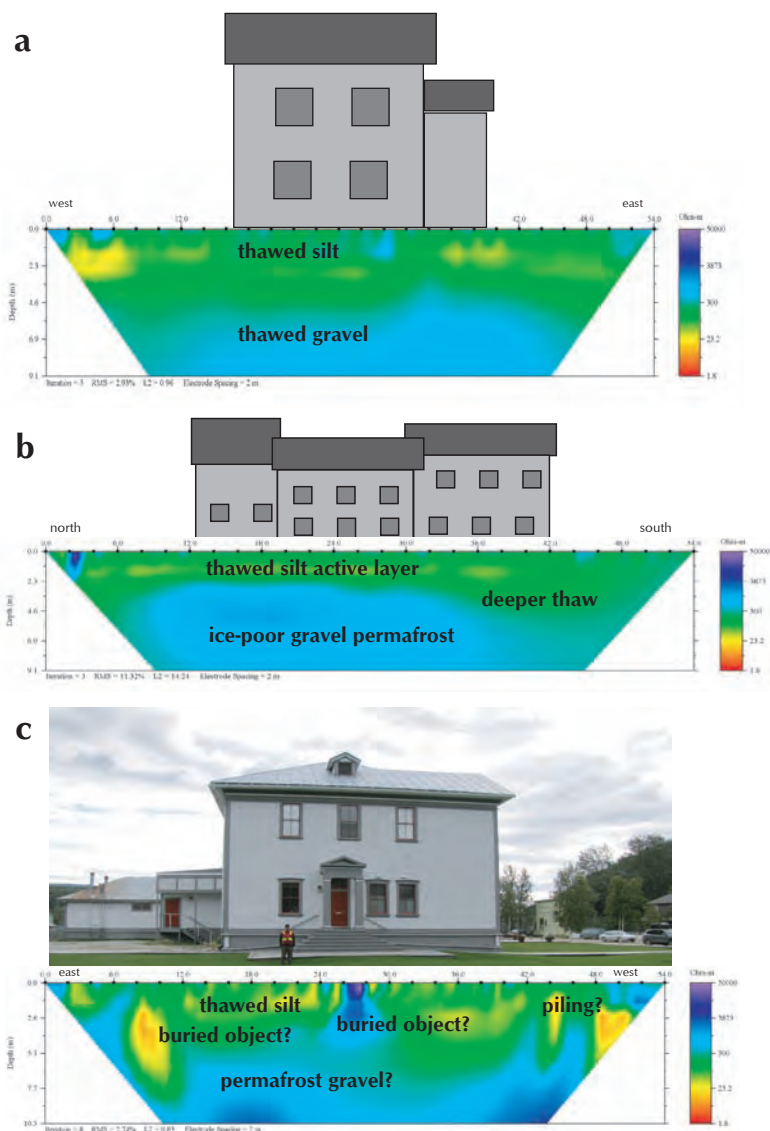 a
west
east
0.0 6.0 12.0 42.0 48.0 54.0
Ohm-m
0.0
50000
thawed silt
2.3
3873
Depth (m)
4.6
300
thawed gravel
6.9
23.2
9.1
1.8
Iteration = 3 RMS = 2.93% L2 = 0.96 Electrode Spacing = 2 m
b
north
south
0.0 6.0 18.0 24.0 30.0 42.0 48.0 54.0
Ohm-m
0.0
50000
thawed silt active layer
2.3
3873
deeper thaw
Depth (m)
4.6
300
ice-poor gravel permafrost
6.9
23.2
9.1
1.8
Iteration = 3 RMS = 11.32% L2 = 14.24 Electrode Spacing = 2 m
c
east
west
0.0 6.0 12.0 18.0 24.0 30.0 36.0 42.0 54.0
Ohm-m
0.0
50000
thawed silt
piling?
2.6
3873
buried object?
buried object?
Depth (m)
5.1
300
permafrost gravel?
7.7
23.2
1.8
Electrode Spacing = 2 m